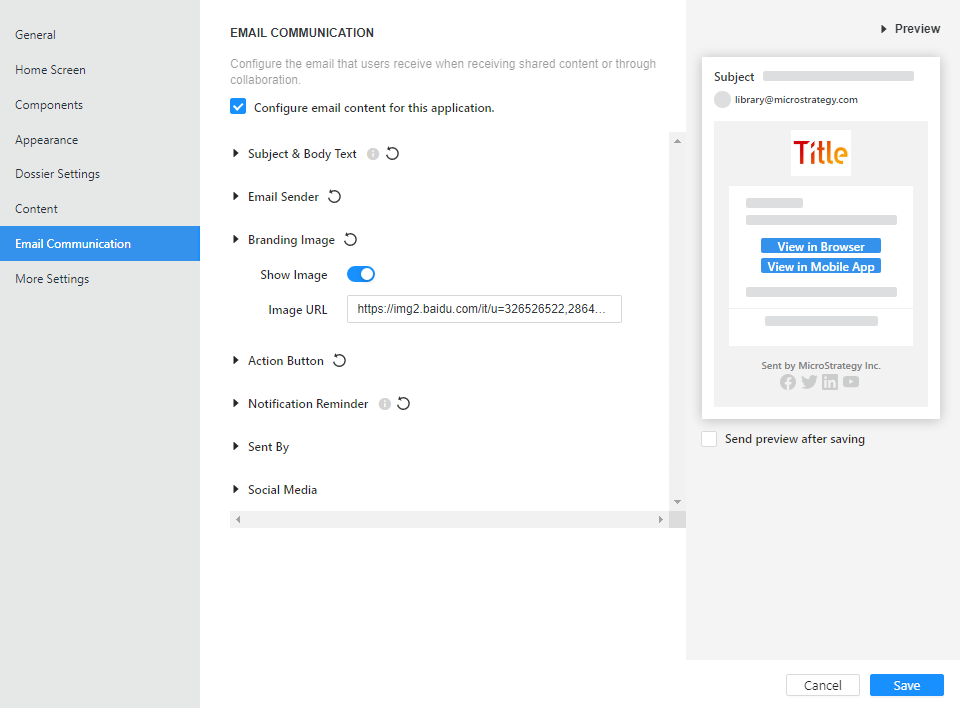 General
Home Screen
Components
Appearance
Dossier Settings
Content
Email Communication
More Settings
EMAIL COMMUNICATION
Configure the email that users receive when receiving shared content or through
collaboration.
Configure email content for this application.
Subject & Body Text
Email Sender
Branding Image
Show Image
Image URL
https://img2.baidu.com/it/u=326526522,2864...
Action Button
Notification Reminder
Sent By
Social Media
Preview
Subject
library@microstrategy.com
Title
View in Browser
View in Mobile App
Sent by MicroStrategy Inc.
Send preview after saving
Cancel
Save